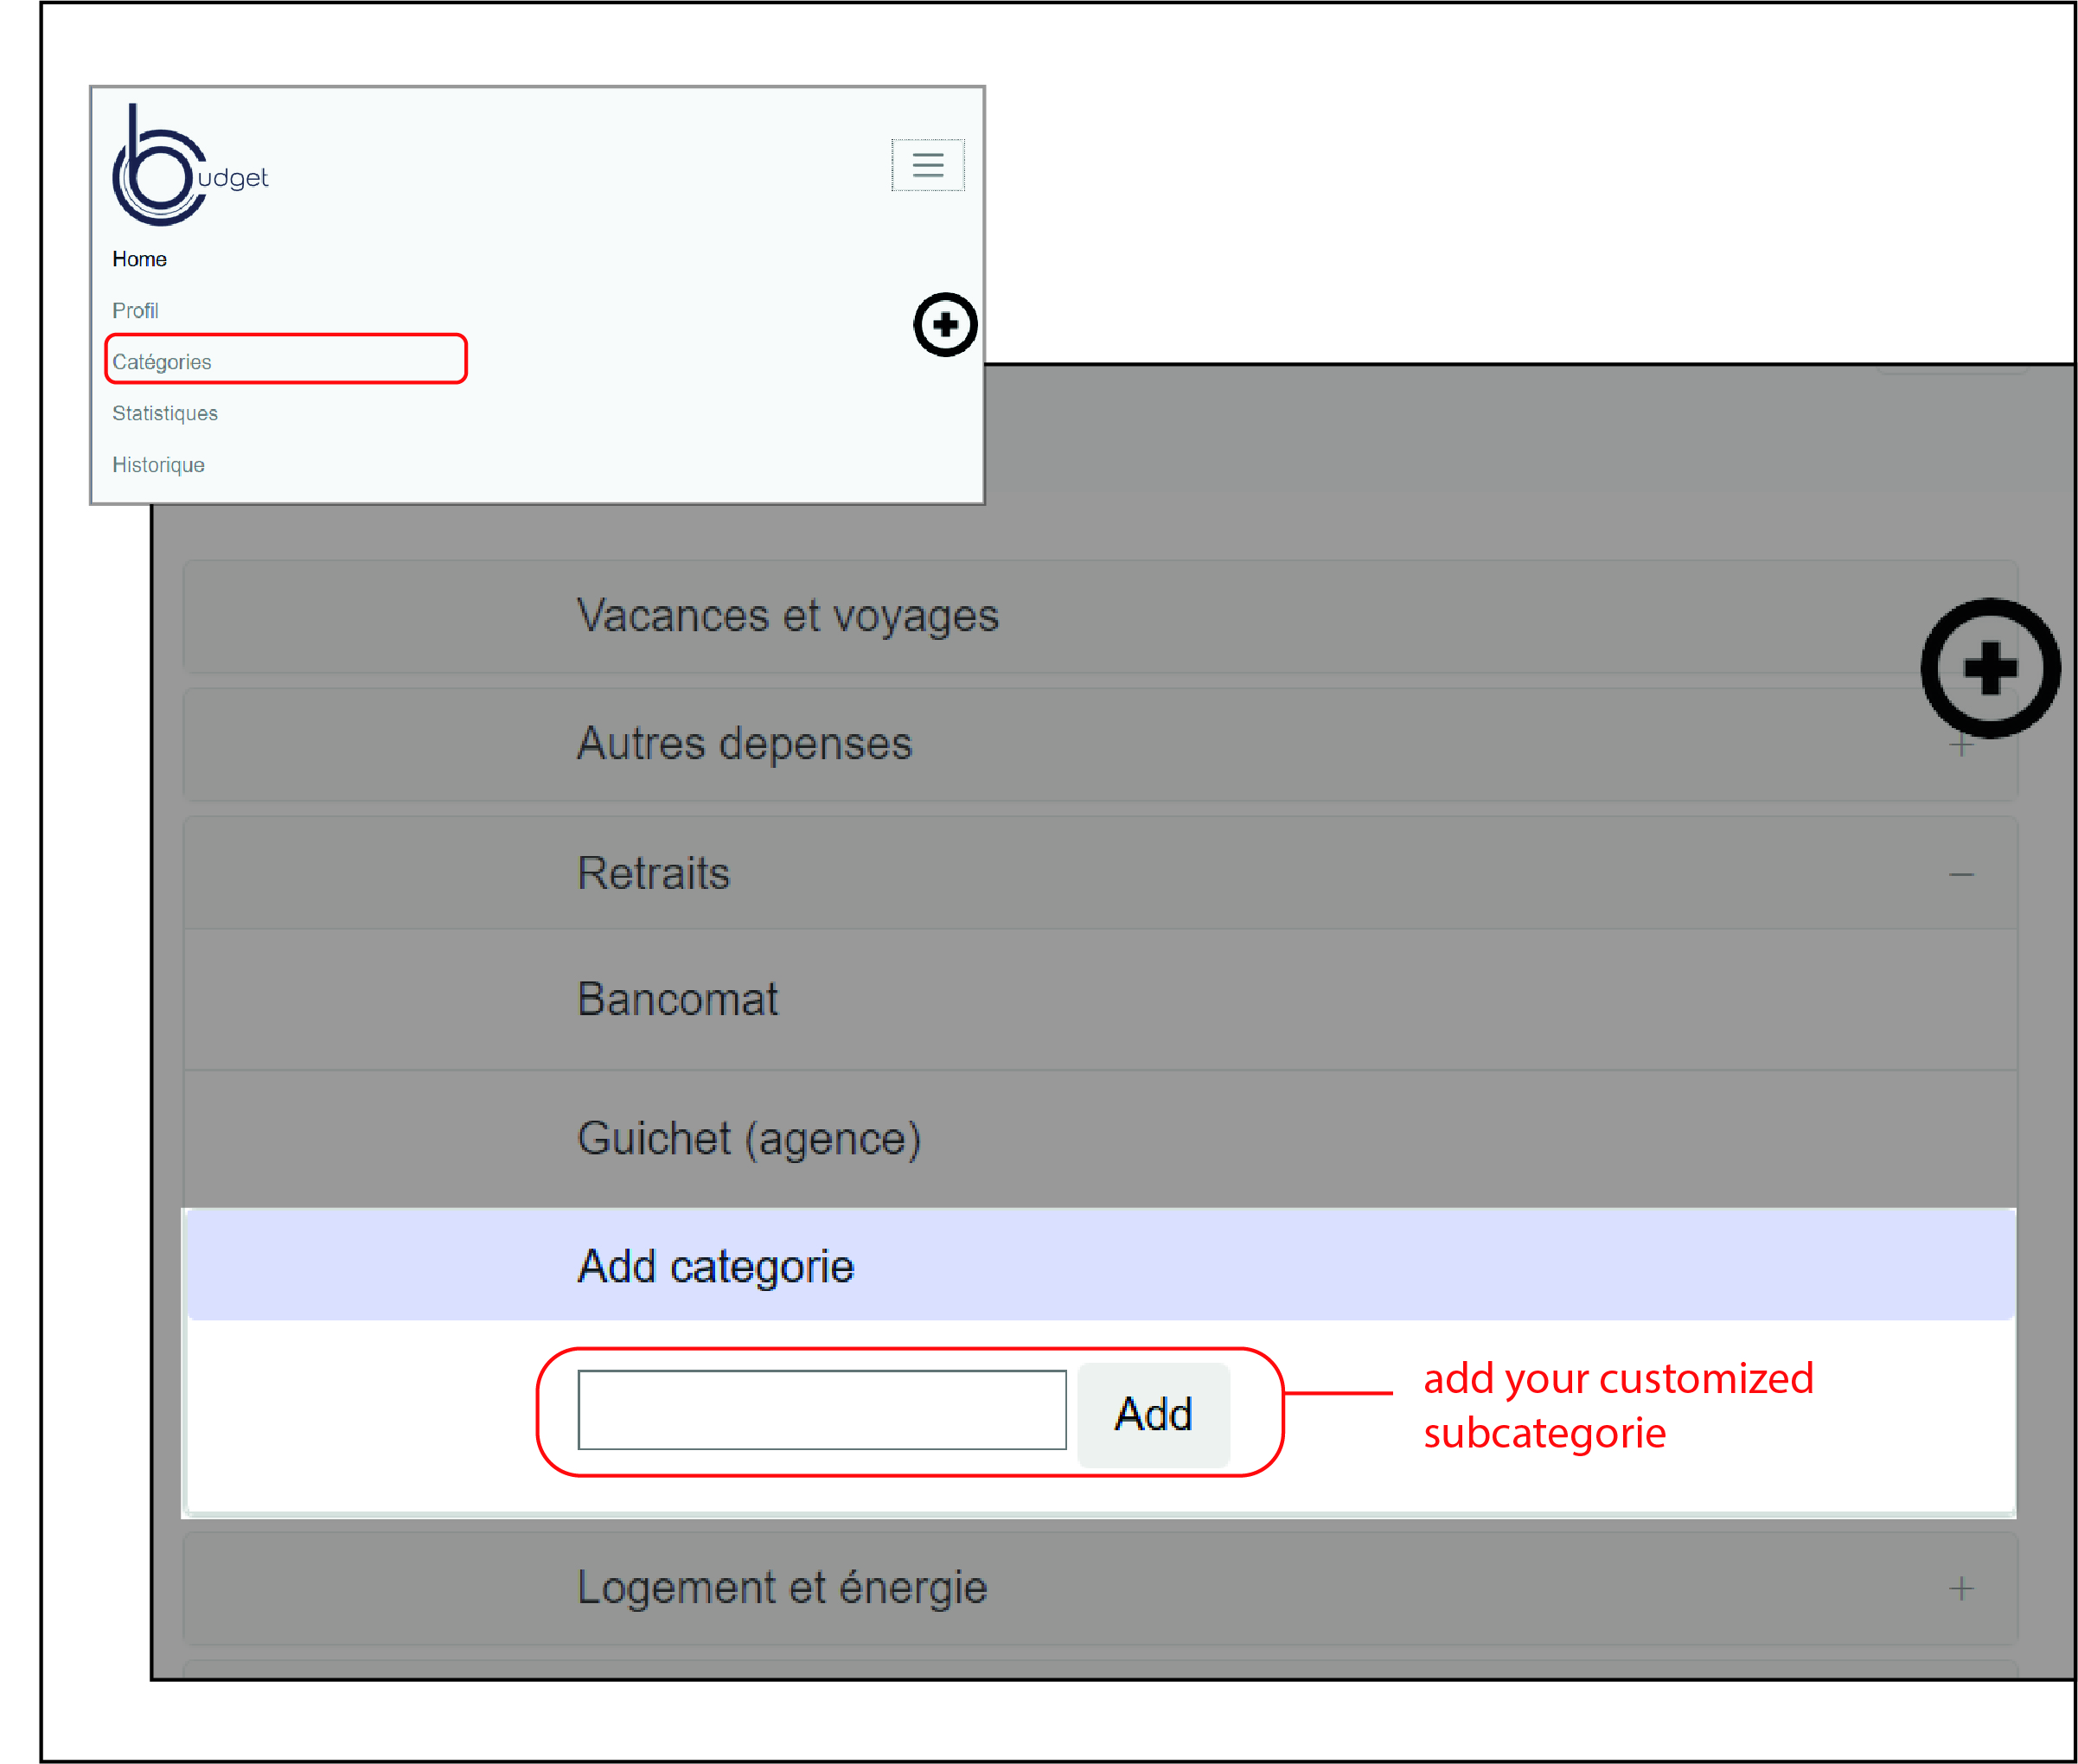 budget
Home
Profil
Catégories
Statistiques
Historique
Vacances et voyages
Autres depenses
Retraits
Bancomat
Guichet (agence)
Add categorie
Add
add your customized
subcategorie
Logement et énergie